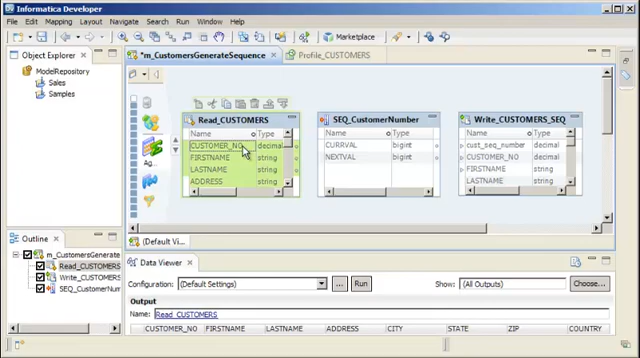 Informatica Developer
File Edit Mapping Layout Navigate Search Run Window Help
Marketplace
Object Explorer
ModelRepository
Sales
Samples
*m_CustomersGenerateSequence
Profile_CUSTOMERS
Ag...
Read_CUSTOMERS
Name Type
CUSTOMER_NO decimal
FIRSTNAME string
LASTNAME string
ADDRESS string
SEQ_CustomerNumber
Name Type
CURRVAL bigint
NEXTVAL bigint
Write_CUSTOMERS_SEQ
Name
cust_seq_number decimal
CUSTOMER_NO decimal
FIRSTNAME string
LASTNAME string
(Default Vi...
Outline
m_CustomersGenerate
Read_CUSTOMERS
Write_CUSTOMERS
SEQ_CustomerNum
Data Viewer
Configuration: (Default Settings) ... Run Show: (All Outputs) Choose...
Output
Name: Read_CUSTOMERS
CUSTOMER_NO FIRSTNAME LASTNAME ADDRESS CITY STATE ZIP COUNTRY